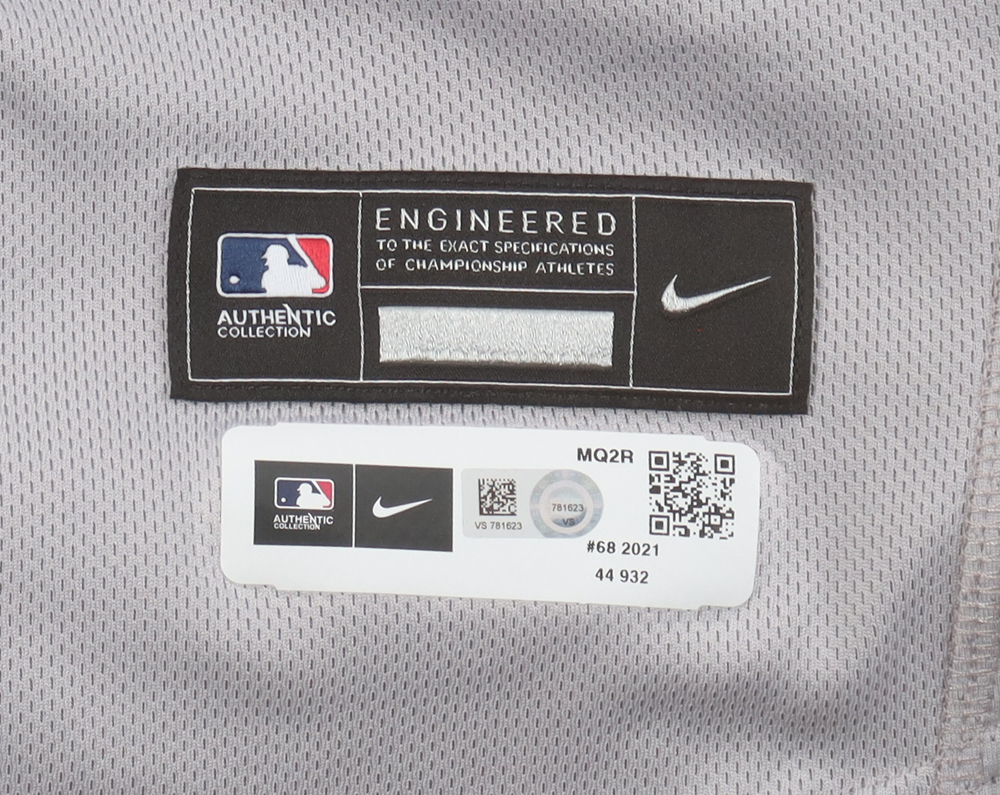 AUTHENTIC
COLLECTION
ENGINEERED
TO THE EXACT SPECIFICATIONS
OF CHAMPIONSHIP ATHLETES
AUTHENTIC
COLLECTION
VS 781623
781623
VS
MQ2R
#68 2021
44 932